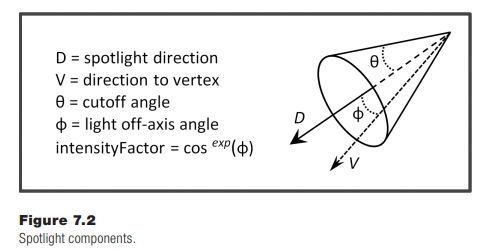 D = spotlight direction
V = direction to vertex
θ = cutoff angle
ϕ = light off-axis angle
intensityFactor = cos exp(ϕ)
θ
ϕ
D
V
Figure 7.2
Spotlight components.